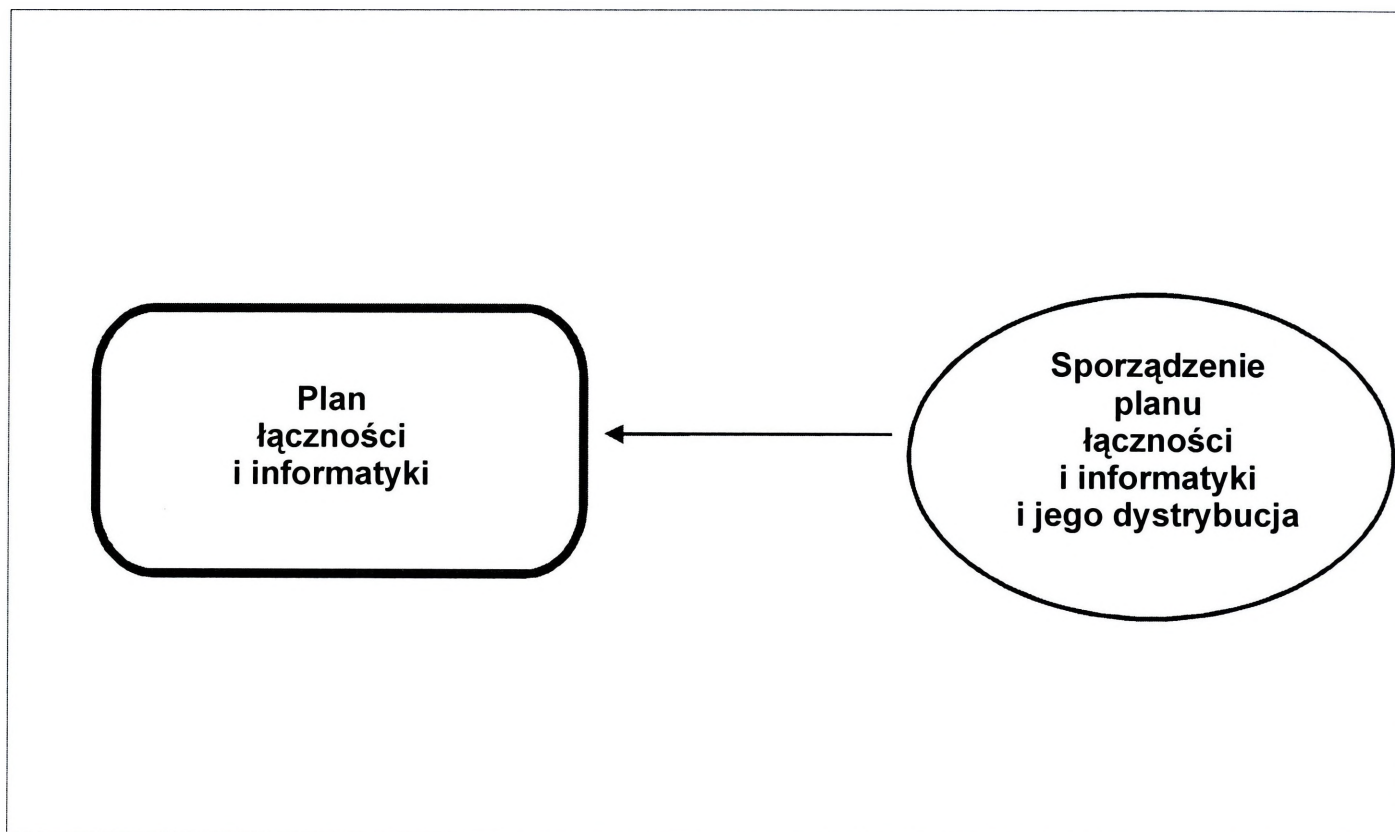 Plan
łączności
i informatyki
Sporządzenie
planu
łączności
i informatyki
i jego dystrybucja